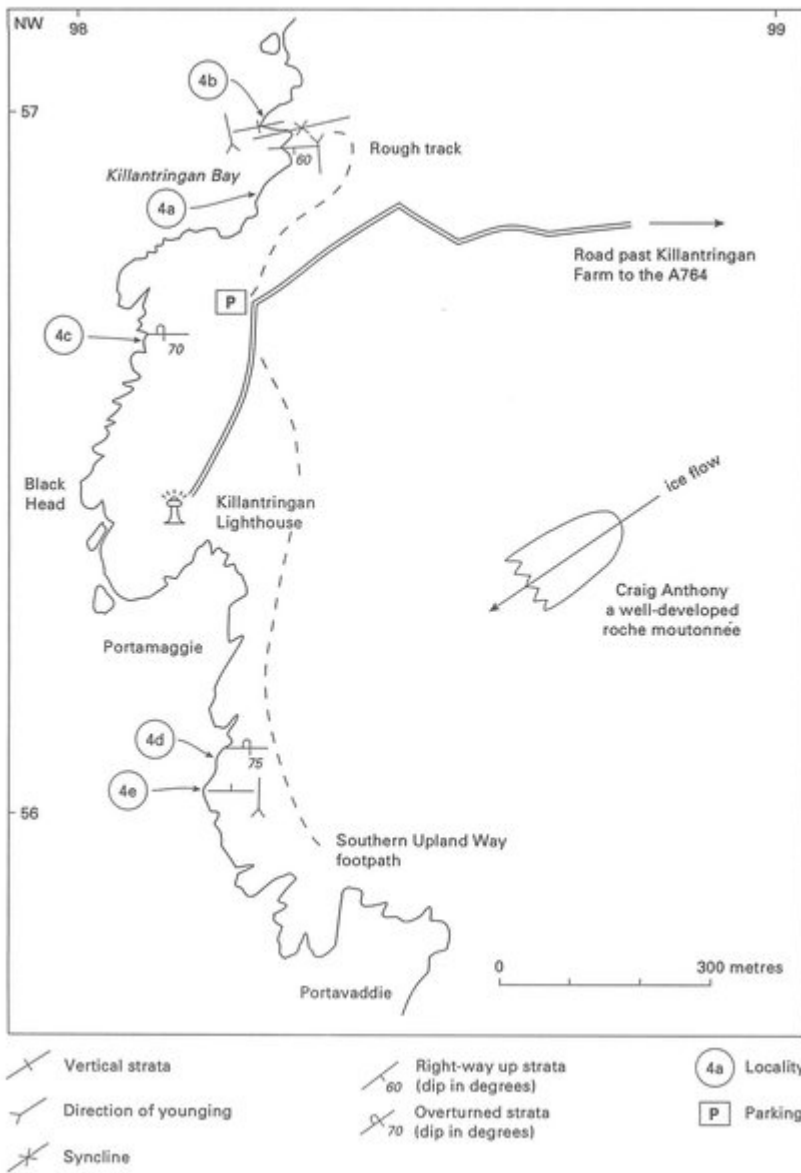 NW
98
99
4b
57
60
Rough track
Killantringan Bay
4a
Road past Killantringan
Farm to the A764
P
4c
70
ice flow
Black
Head
Killantringan
Lighthouse
Craig Anthony
a well-developed
roche moutonnée
Portamaggie
4d
75
4e
56
Southern Upland Way
footpath
0
300 metres
Portavaddie
Vertical strata
Right-way up strata
(dip in degrees)
60
4a
Locality
Direction of younging
Overturned strata
(dip in degrees)
70
P
Parking
Syncline